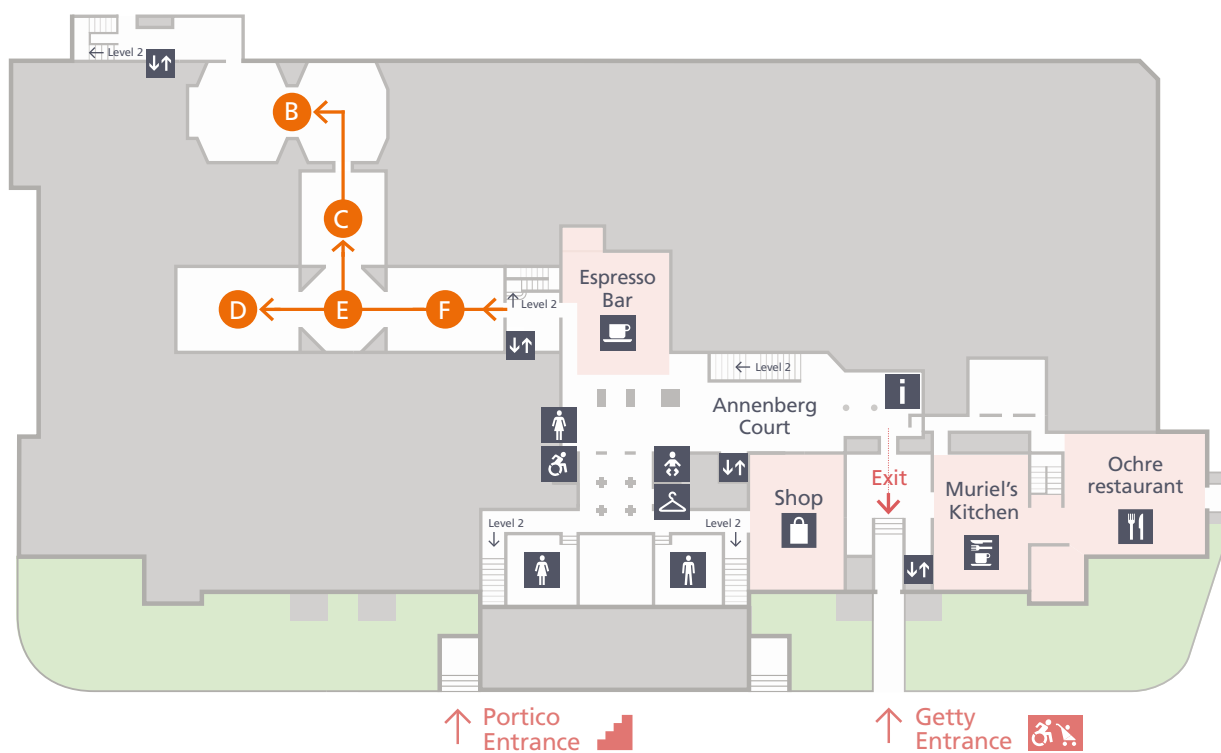 ← Level 2
B
C
D
E
F
Espresso
Bar
↑ Level 2
← Level 2
i
Annenberg
Court
Exit
Shop
Muriel's
Kitchen
Ochre
restaurant
Level 2
↓
Level 2
↓
↑ Portico
Entrance
↑ Getty
Entrance